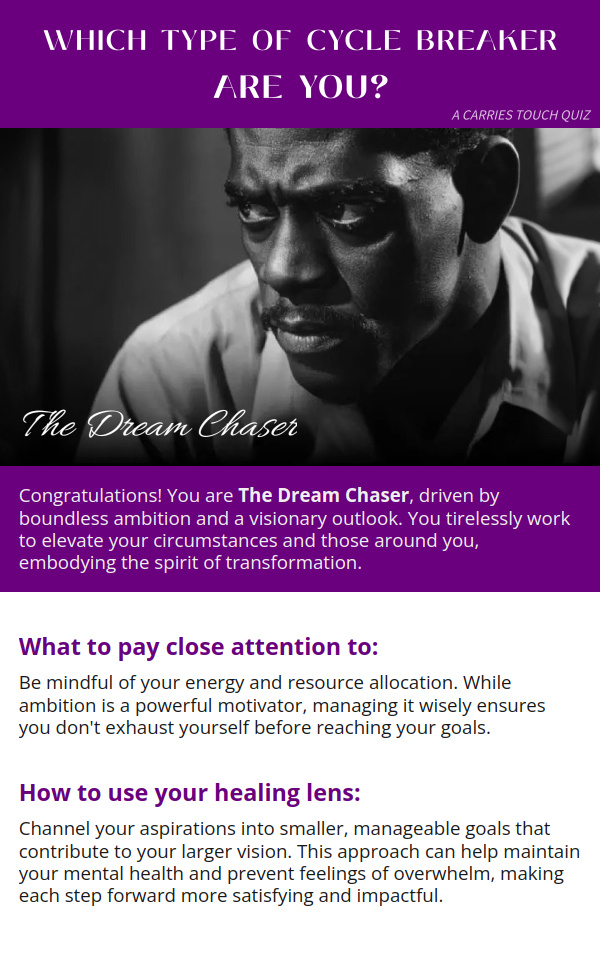 WHICH TYPE OF CYCLE BREAKER
ARE YOU?
A CARRIES TOUCH QUIZ
The Dream Chaser
Congratulations! You are The Dream Chaser, driven by
boundless ambition and a visionary outlook. You tirelessly work
to elevate your circumstances and those around you,
embodying the spirit of transformation.
What to pay close attention to:
Be mindful of your energy and resource allocation. While
ambition is a powerful motivator, managing it wisely ensures
you don't exhaust yourself before reaching your goals.
How to use your healing lens:
Channel your aspirations into smaller, manageable goals that
contribute to your larger vision. This approach can help maintain
your mental health and prevent feelings of overwhelm, making
each step forward more satisfying and impactful.